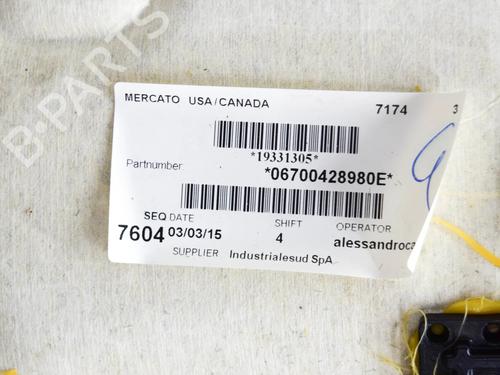 B-PARTS
MERCATO USA/CANADA 7174 3
*19331305*
Partnumber: *06700428980E*
SEQ DATE SHIFT OPERATOR
7604 03/03/15 4 alessandroca
SUPPLIER Industrialesud SpA